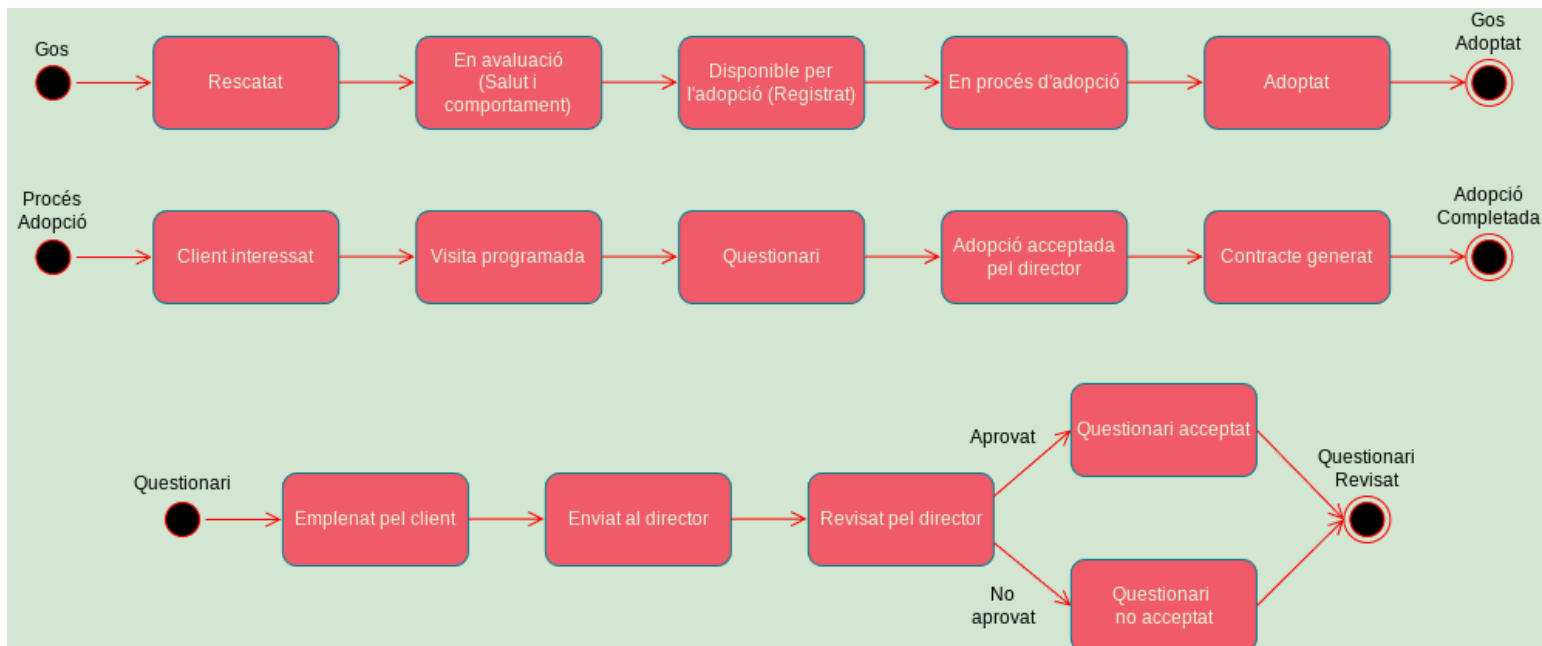 Gos
Rescatat
En avaluació
(Salut i
comportament)
Disponible per
l'adopció (Registrat)
En procés d'adopció
Adoptat
Gos
Adoptat
Procés
Adopció
Client interessat
Visita programada
Questionari
Adopció acceptada
pel director
Contracte generat
Adopció
Completada
Questionari
Emplenat pel client
Enviat al director
Revisat pel director
Aprovat
Questionari acceptat
No
aprovat
Questionari
no acceptat
Questionari
Revisat